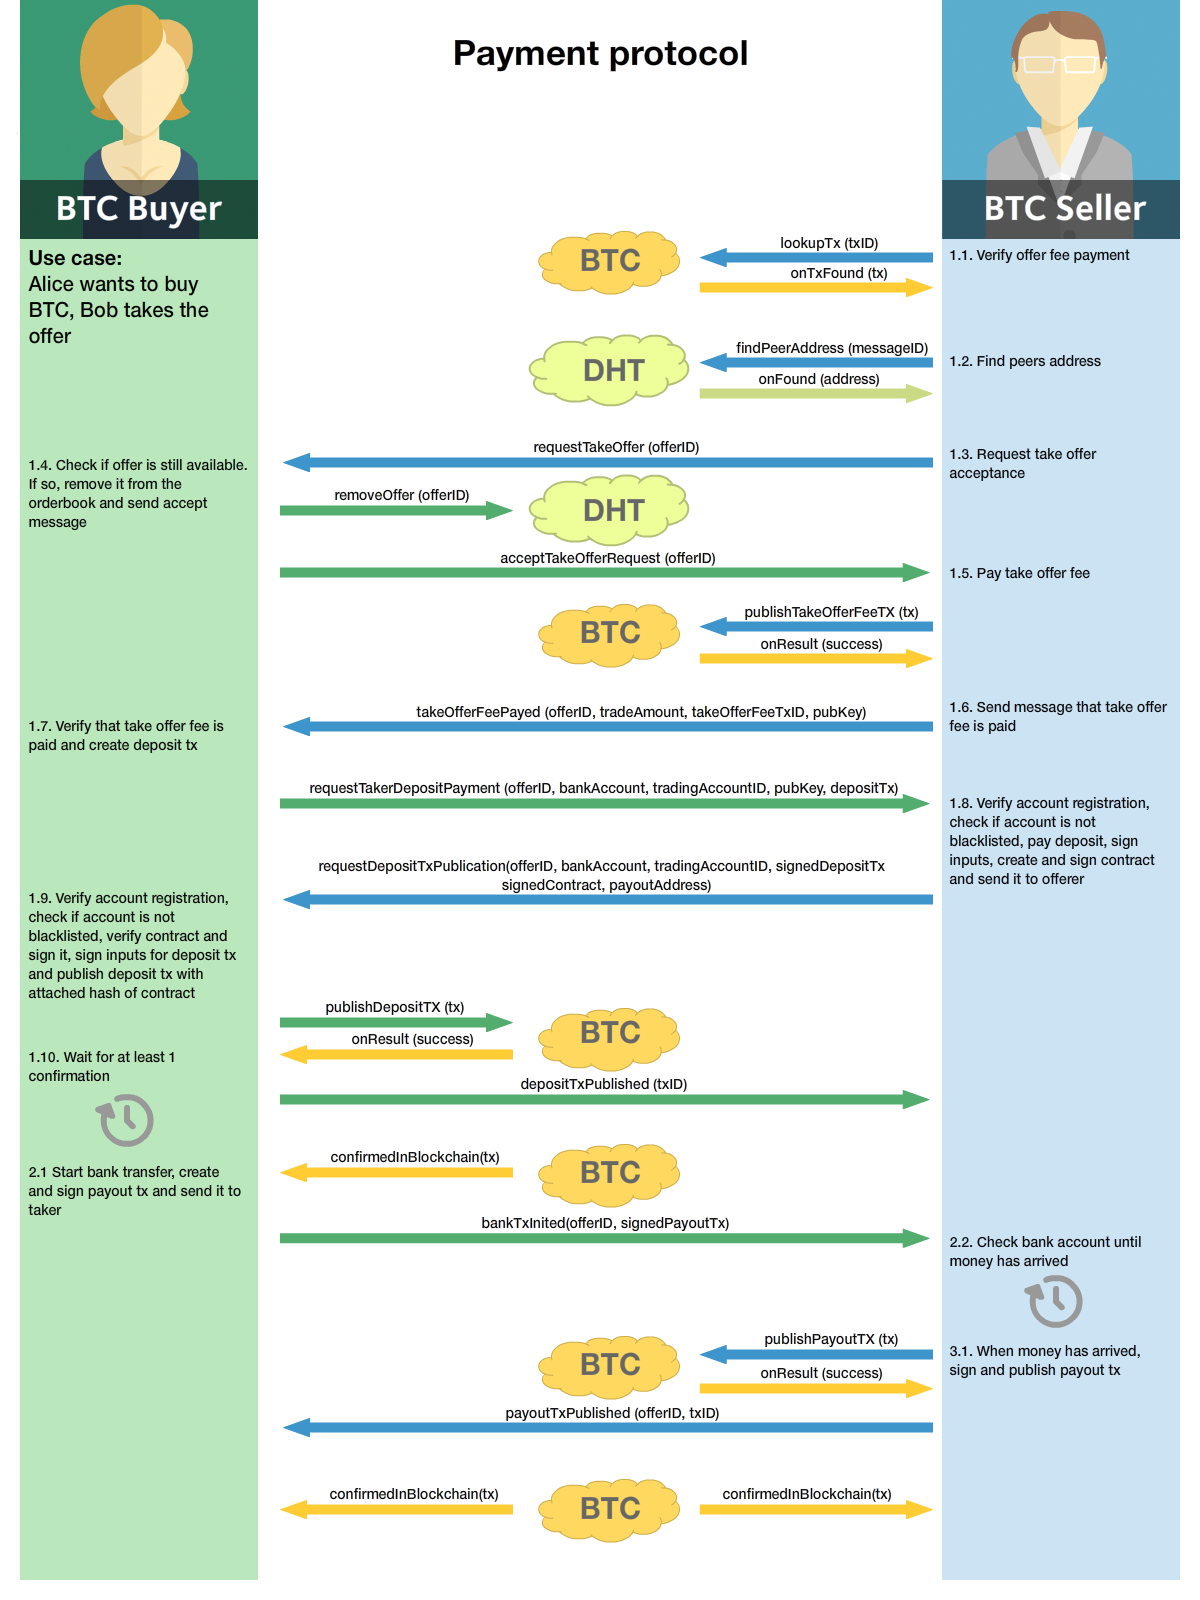 Payment protocol
BTC Buyer
BTC Seller
Use case:
Alice wants to buy
BTC, Bob takes the
offer
BTC
lookupTx (txID)
onTxFound (tx)
1.1. Verify offer fee payment
DHT
findPeerAddress (messageID)
onFound (address)
1.2. Find peers address
requestTakeOffer (offerID)
1.3. Request take offer
acceptance
1.4. Check if offer is still available.
If so, remove it from the
orderbook and send accept
message
removeOffer (offerID)
DHT
acceptTakeOfferRequest (offerID)
1.5. Pay take offer fee
BTC
publishTakeOfferFeeTX (tx)
onResult (success)
takeOfferFeePayed (offerID, tradeAmount, takeOfferFeeTxID, pubKey)
1.6. Send message that take offer
fee is paid
1.7. Verify that take offer fee is
paid and create deposit tx
requestTakerDepositPayment (offerID, bankAccount, tradingAccountID, pubKey, depositTx)
1.8. Verify account registration,
check if account is not
blacklisted, pay deposit, sign
inputs, create and sign contract
and send it to offerer
requestDepositTxPublication(offerID, bankAccount, tradingAccountID, signedDepositTx
signedContract, payoutAddress)
1.9. Verify account registration,
check if account is not
blacklisted, verify contract and
sign it, sign inputs for deposit tx
and publish deposit tx with
attached hash of contract
publishDepositTX (tx)
onResult (success)
BTC
1.10. Wait for at least 1
confirmation
depositTxPublished (txID)
confirmedInBlockchain(tx)
BTC
2.1 Start bank transfer, create
and sign payout tx and send it to
taker
bankTxInited(offerID, signedPayoutTx)
2.2. Check bank account until
money has arrived
BTC
publishPayoutTX (tx)
onResult (success)
3.1. When money has arrived,
sign and publish payout tx
payoutTxPublished (offerID, txID)
confirmedInBlockchain(tx)
BTC
confirmedInBlockchain(tx)